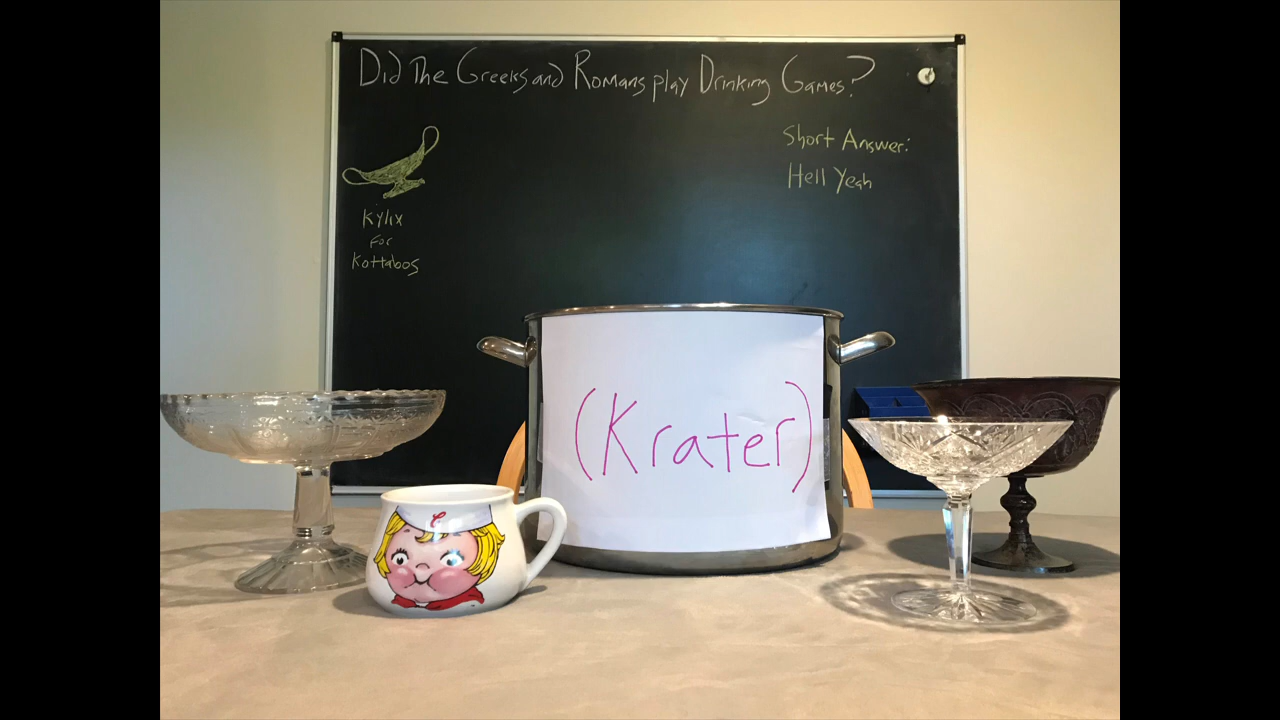 Did The Greeks and Romans play Drinking Games?
Short Answer:
Hell Yeah
Kylix
For
Kottabos
(Krater)
C